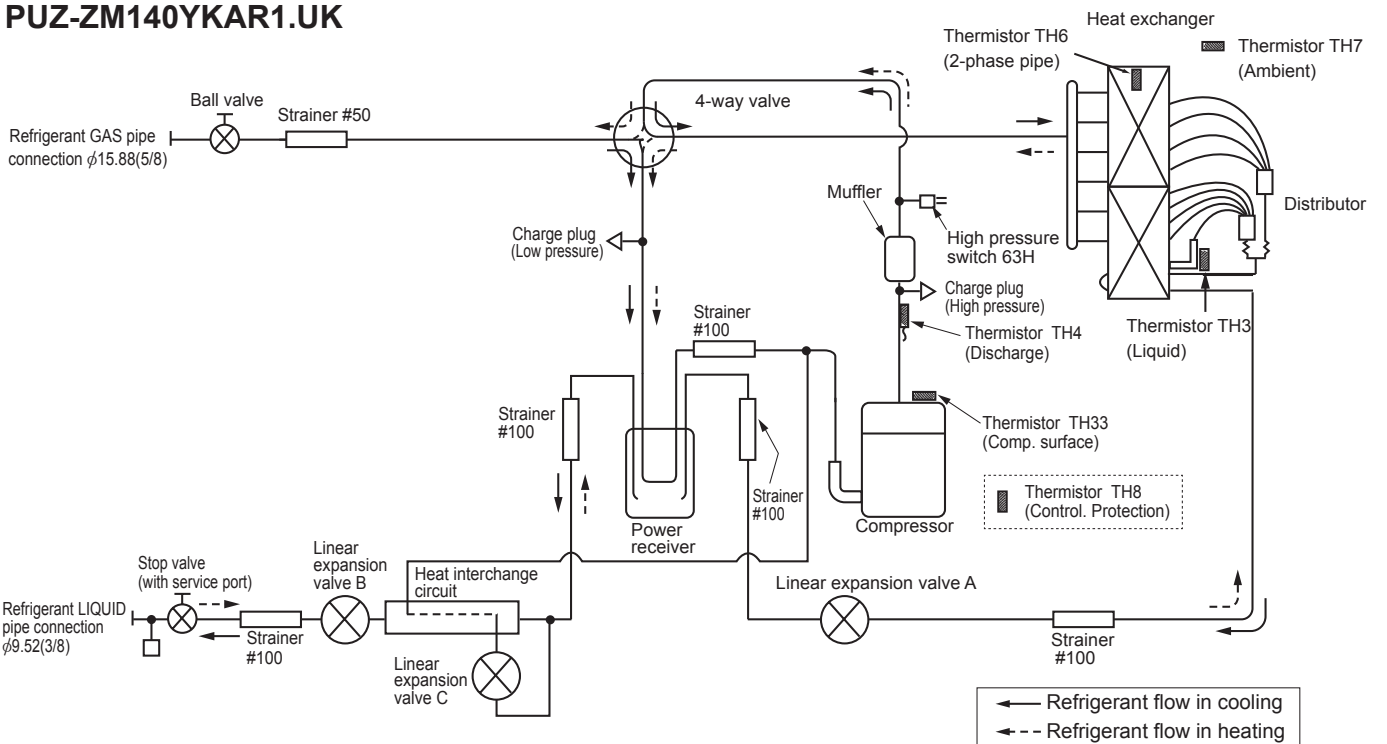 PUZ-ZM140YKAR1.UK
Heat exchanger
Thermistor TH6
(2-phase pipe)
Thermistor TH7
(Ambient)
Ball valve
Strainer #50
4-way valve
Refrigerant GAS pipe
connection ϕ15.88(5/8)
Muffler
Distributor
Charge plug
(Low pressure)
High pressure
switch 63H
Charge plug
(High pressure)
Strainer
#100
Thermistor TH4
(Discharge)
Thermistor TH3
(Liquid)
Strainer
#100
Thermistor TH33
(Comp. surface)
Strainer
#100
Thermistor TH8
(Control. Protection)
Power
receiver
Compressor
Linear
expansion
valve B
Stop valve
(with service port)
Heat interchange
circuit
Linear expansion valve A
Refrigerant LIQUID
pipe connection
ϕ9.52(3/8)
Strainer
#100
Linear
expansion
valve C
Strainer
#100
Refrigerant flow in cooling
Refrigerant flow in heating